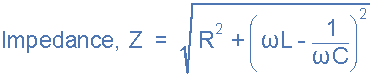 Impedance, Z = √(R² + (ωL - 1/ωC)²)